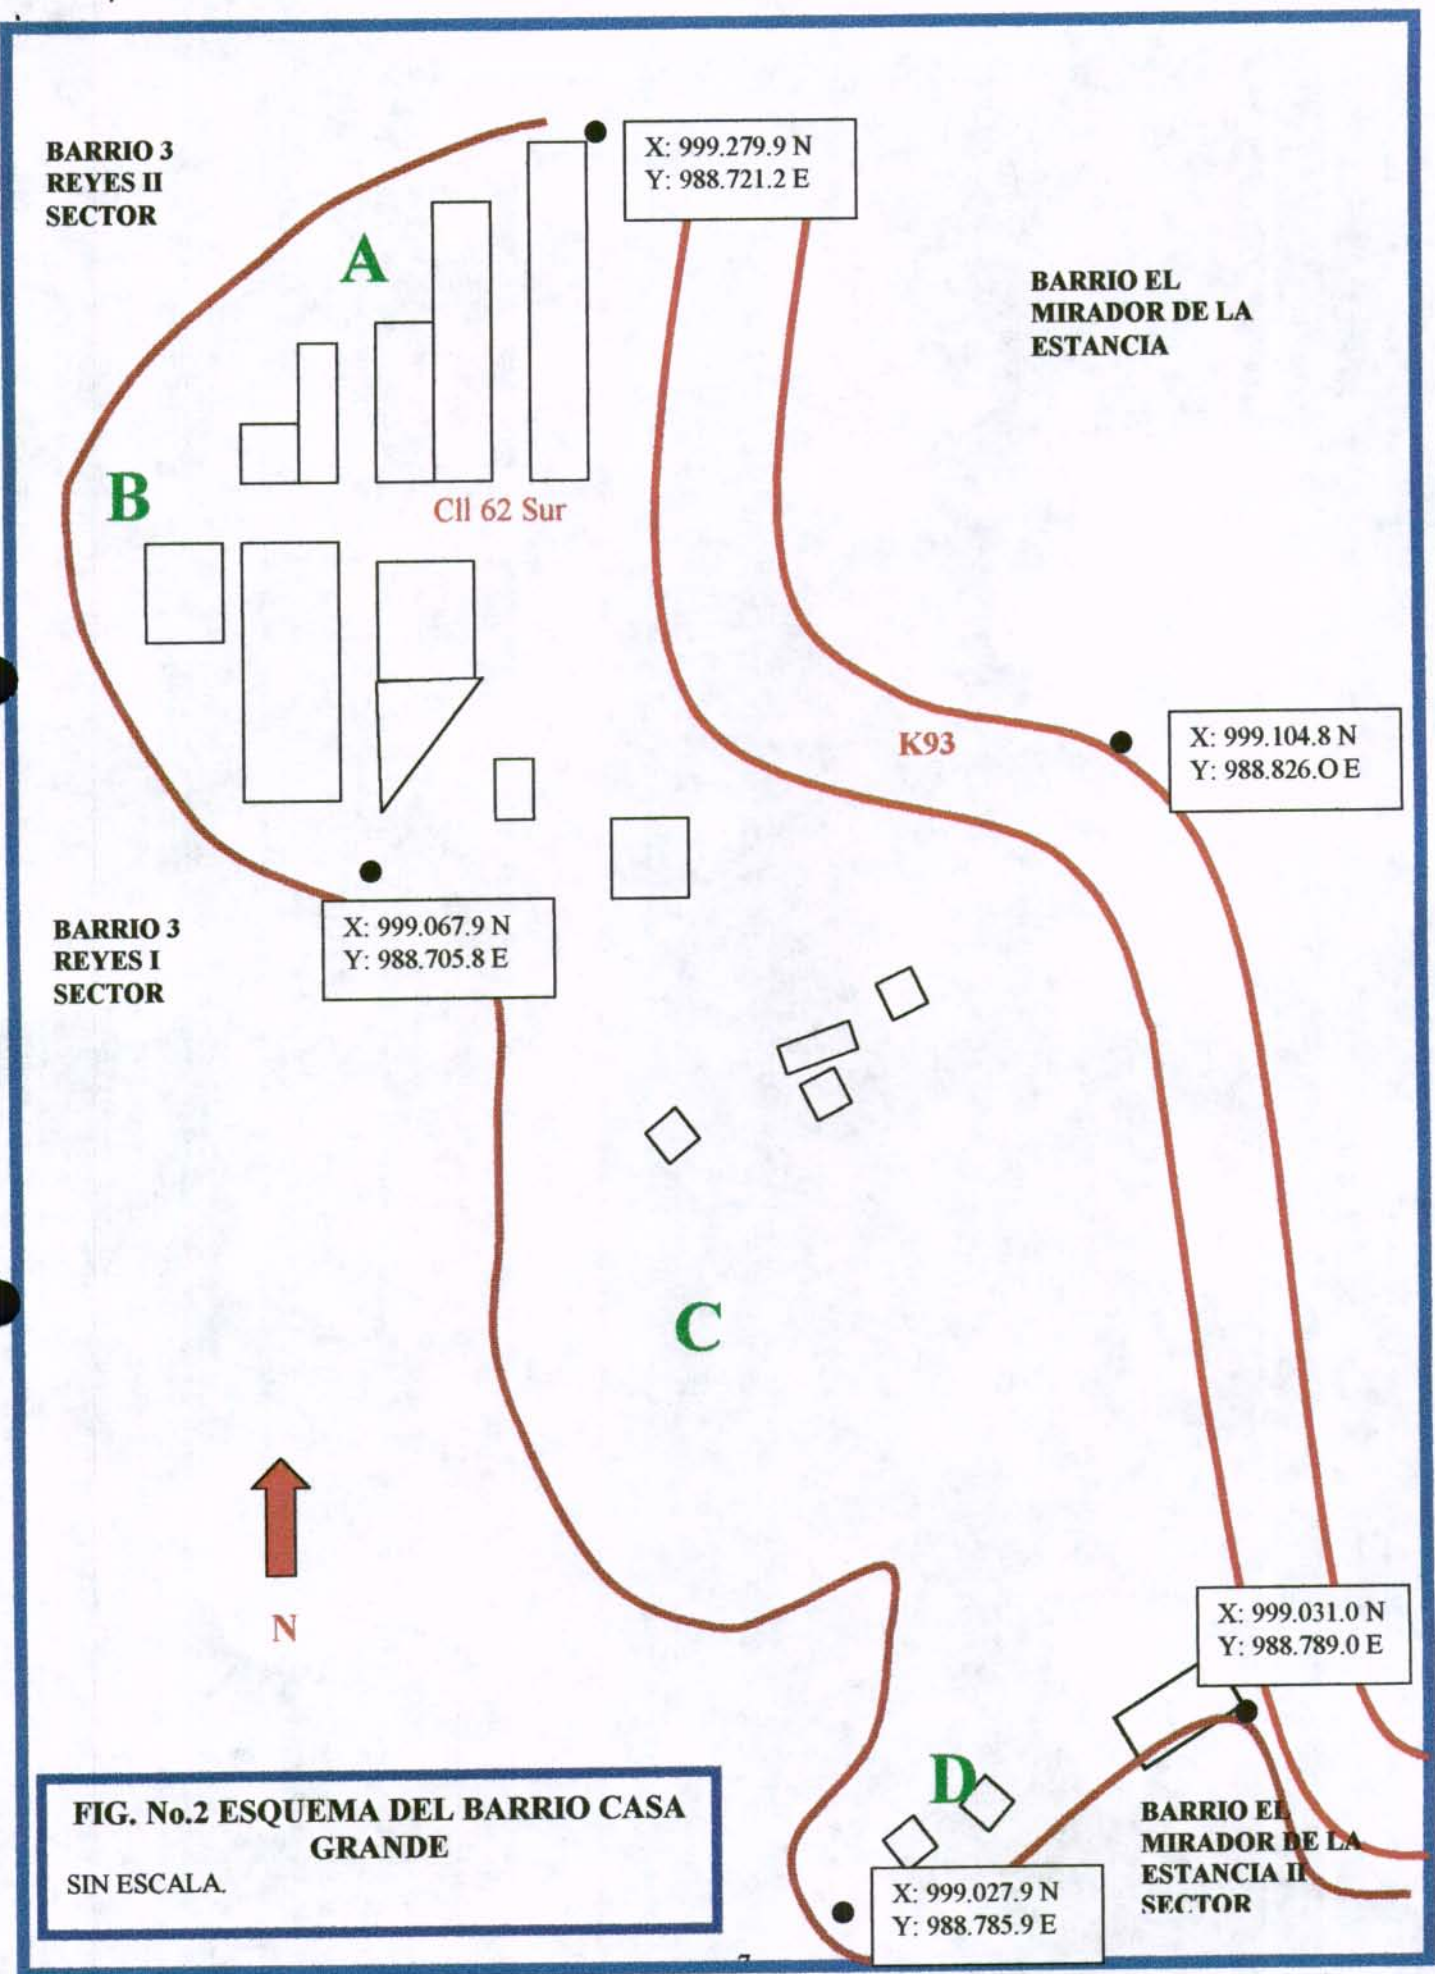 BARRIO 3
REYES II
SECTOR
X: 999.279.9 N
Y: 988.721.2 E
A
BARRIO EL
MIRADOR DE LA
ESTANCIA
B
Cll 62 Sur
K93
X: 999.104.8 N
Y: 988.826.O E
BARRIO 3
REYES I
SECTOR
X: 999.067.9 N
Y: 988.705.8 E
C
N
X: 999.031.0 N
Y: 988.789.0 E
D
BARRIO EL
MIRADOR DE LA
ESTANCIA II
SECTOR
FIG. No.2 ESQUEMA DEL BARRIO CASA
GRANDE
SIN ESCALA.
X: 999.027.9 N
Y: 988.785.9 E